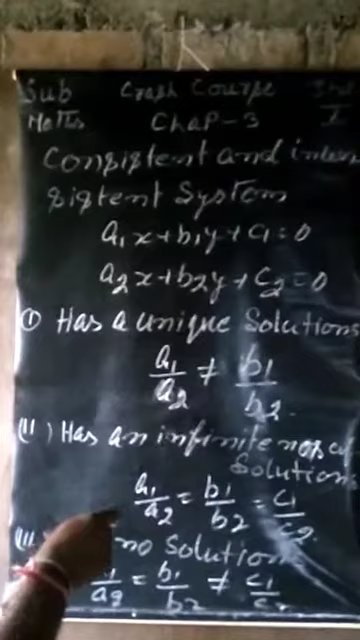 Sub Crash Course
Maths ChaP-3
Consistent and incon
sistent System
a₁x+b₁y+c₁=0
a₂x+b₂y+c₂=0
(I) Has a unique Solutions
a₁/a₂ ≠ b₁/b₂.
(II) Has an infinite nos of
Solutions
a₁/a₂ = b₁/b₂ = c₁/c₂
no Solution
a₁/a₂ = b₁/b₂ ≠ c₁/c₂